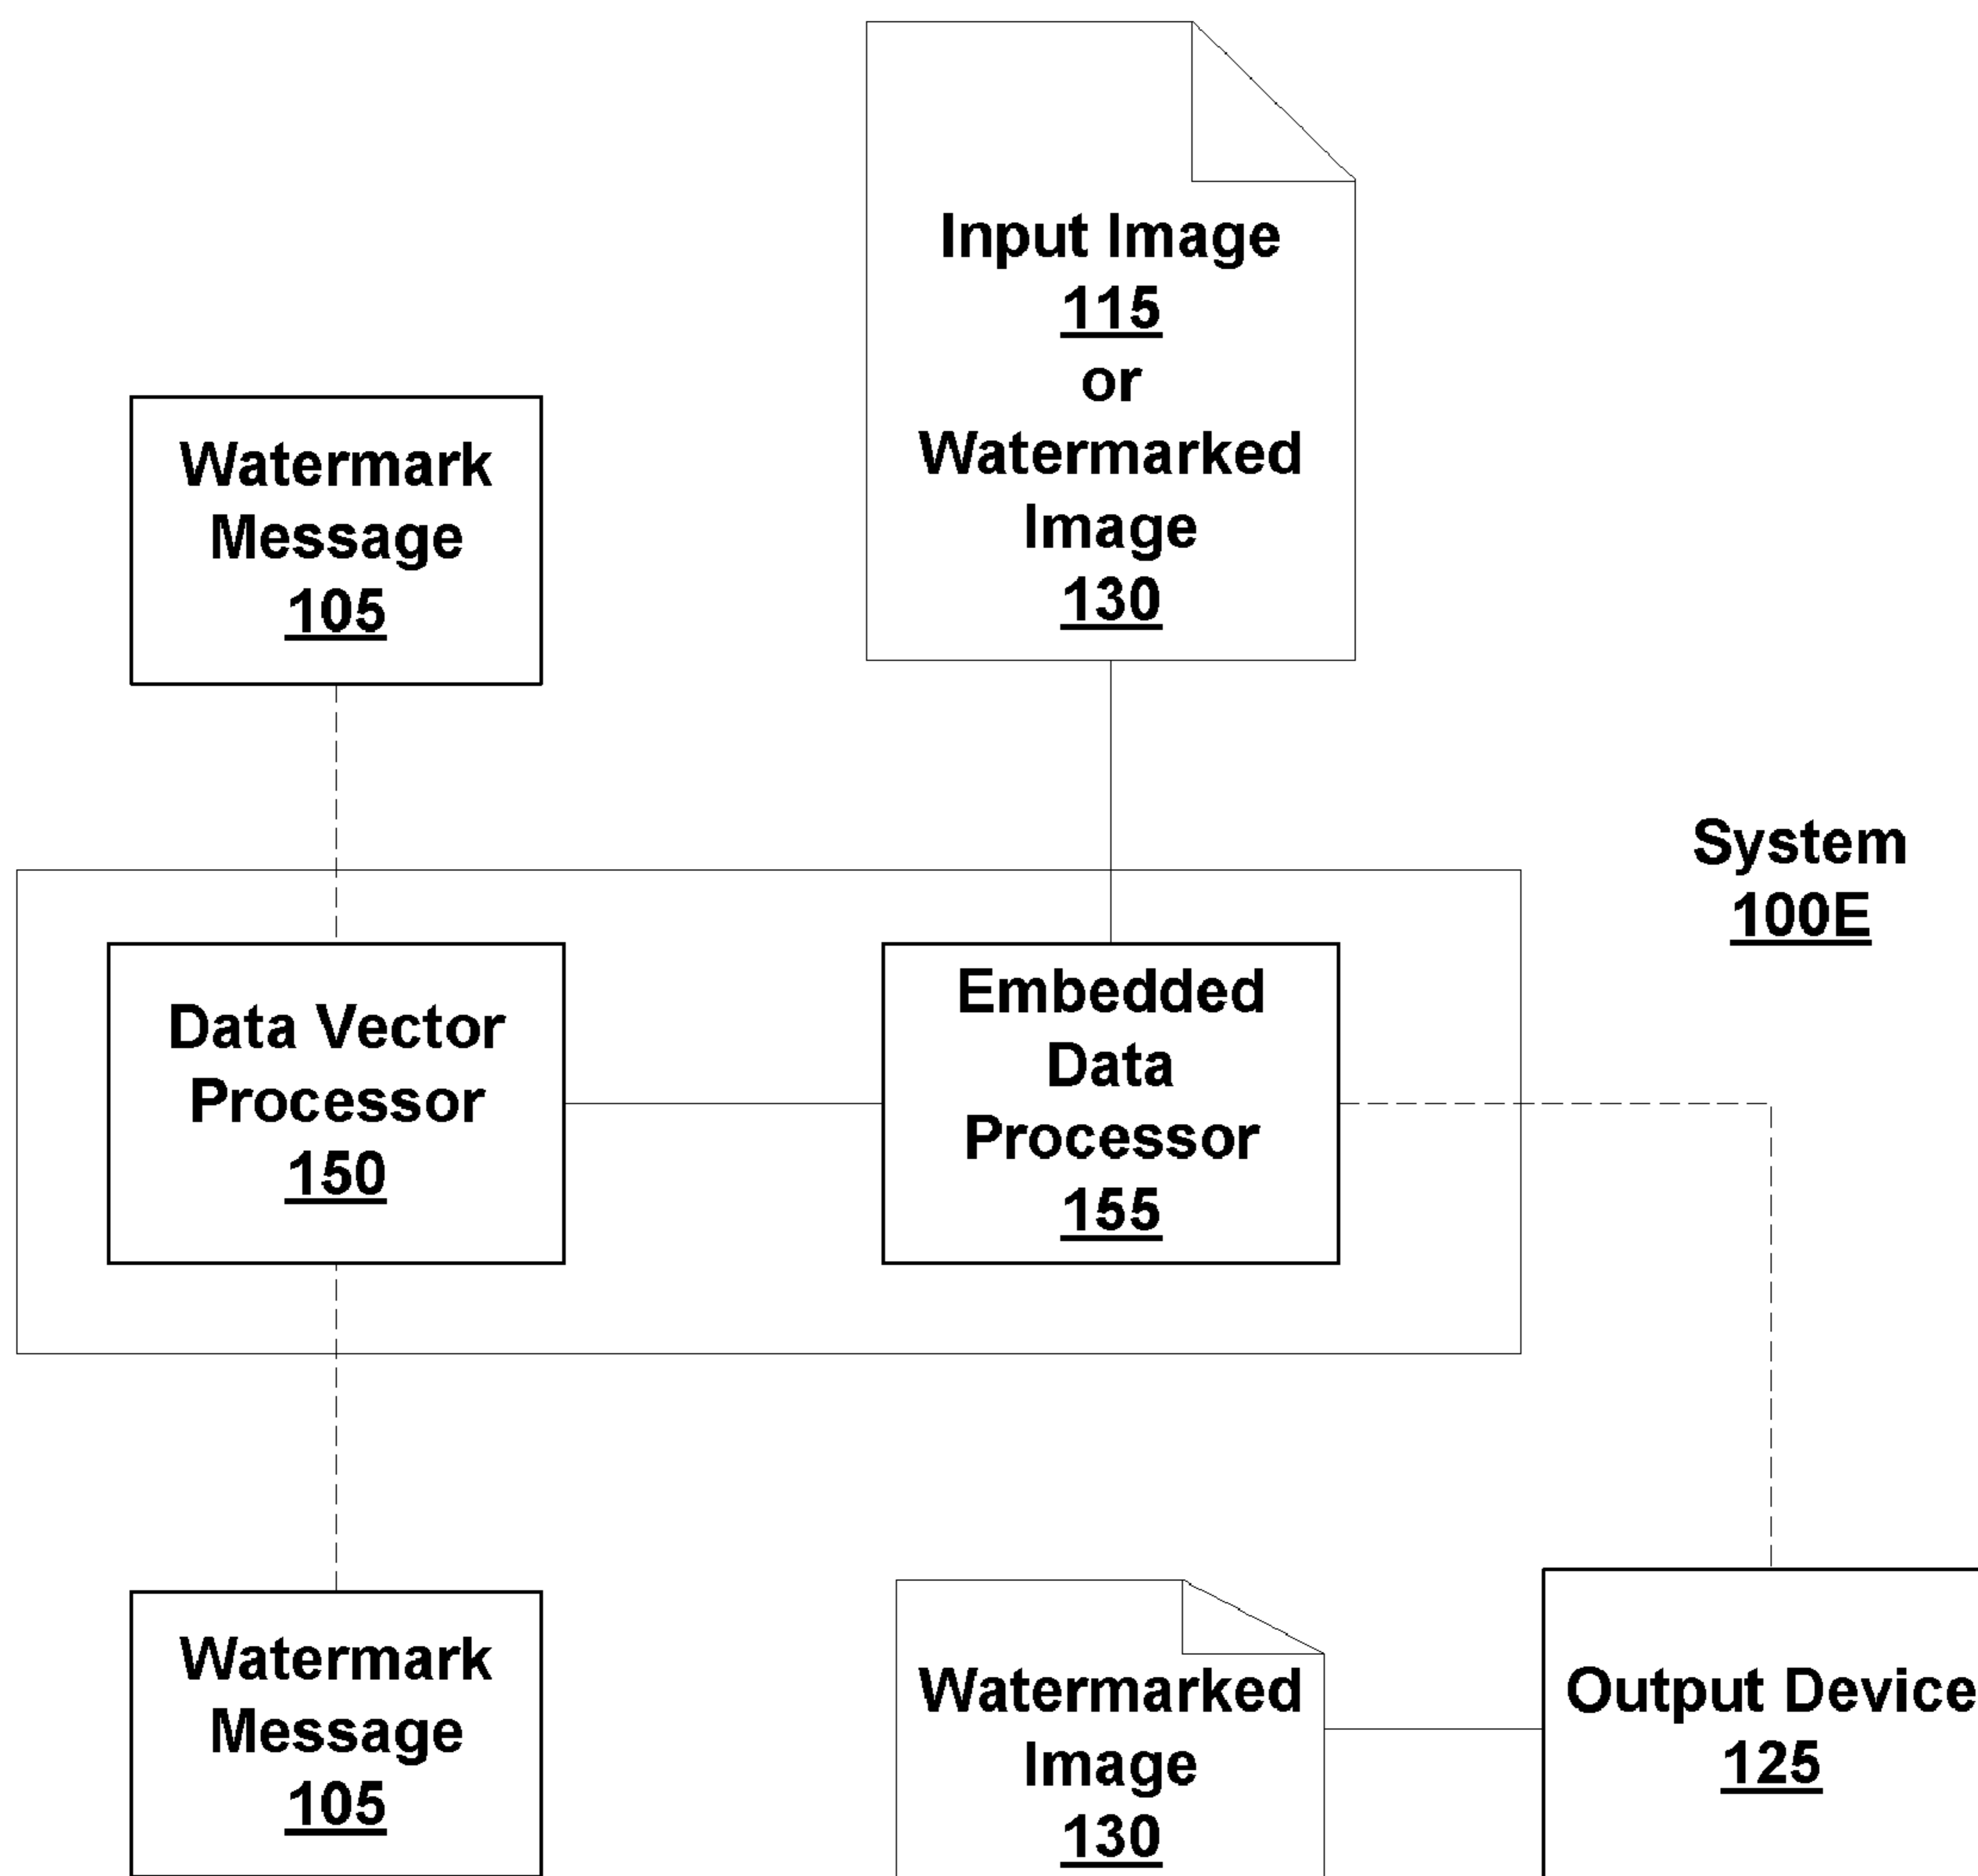 Input Image
115
or
Watermarked
Image
130
Watermark
Message
105
System
100E
Data Vector
Processor
150
Embedded
Data
Processor
155
Watermark
Message
105
Watermarked
Image
130
Output Device
125